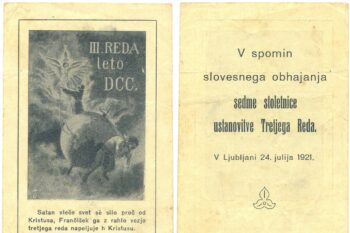 III. REDA
leto
DCC.
Satan vleče svet se silo proč od
Kristusa, Frančišek ga z rahlo vezjo
tretjega reda napeljuje h Kristusu.
V spomin
slovesnega obhajanja
sedme stoletnice
ustanovitve Tretjega Reda.
V Ljubljani 24. julija 1921.